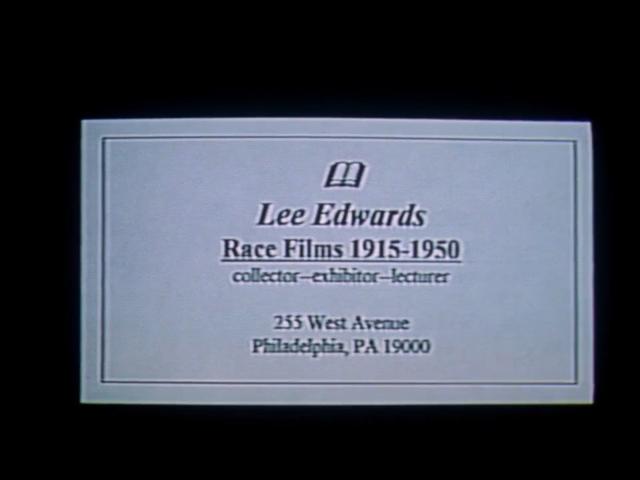 Lee Edwards
Race Films 1915-1950
collector--exhibitor--lecturer
255 West Avenue
Philadelphia, PA 19000